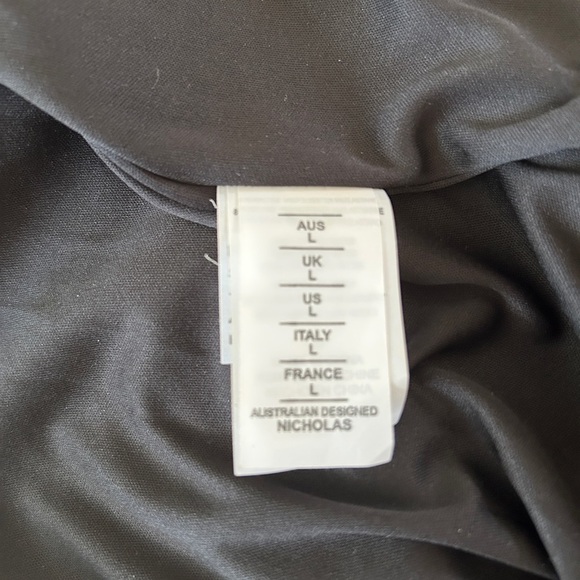 AUS
L
UK
L
US
L
ITALY
L
FRANCE
L
AUSTRALIAN DESIGNED
NICHOLAS